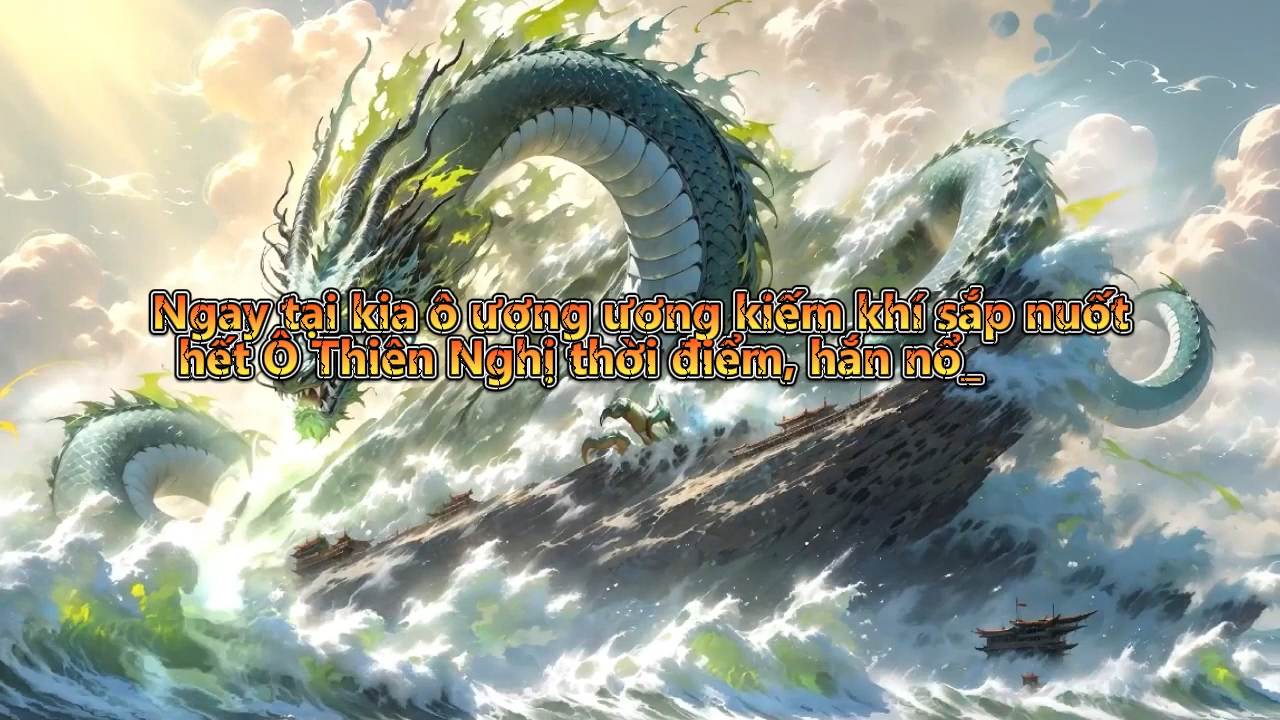 Ngay tại kia ô ương ương kiếm khí sắp nuốt
hết Ô Thiên Nghị thời điểm, hắn nổ_